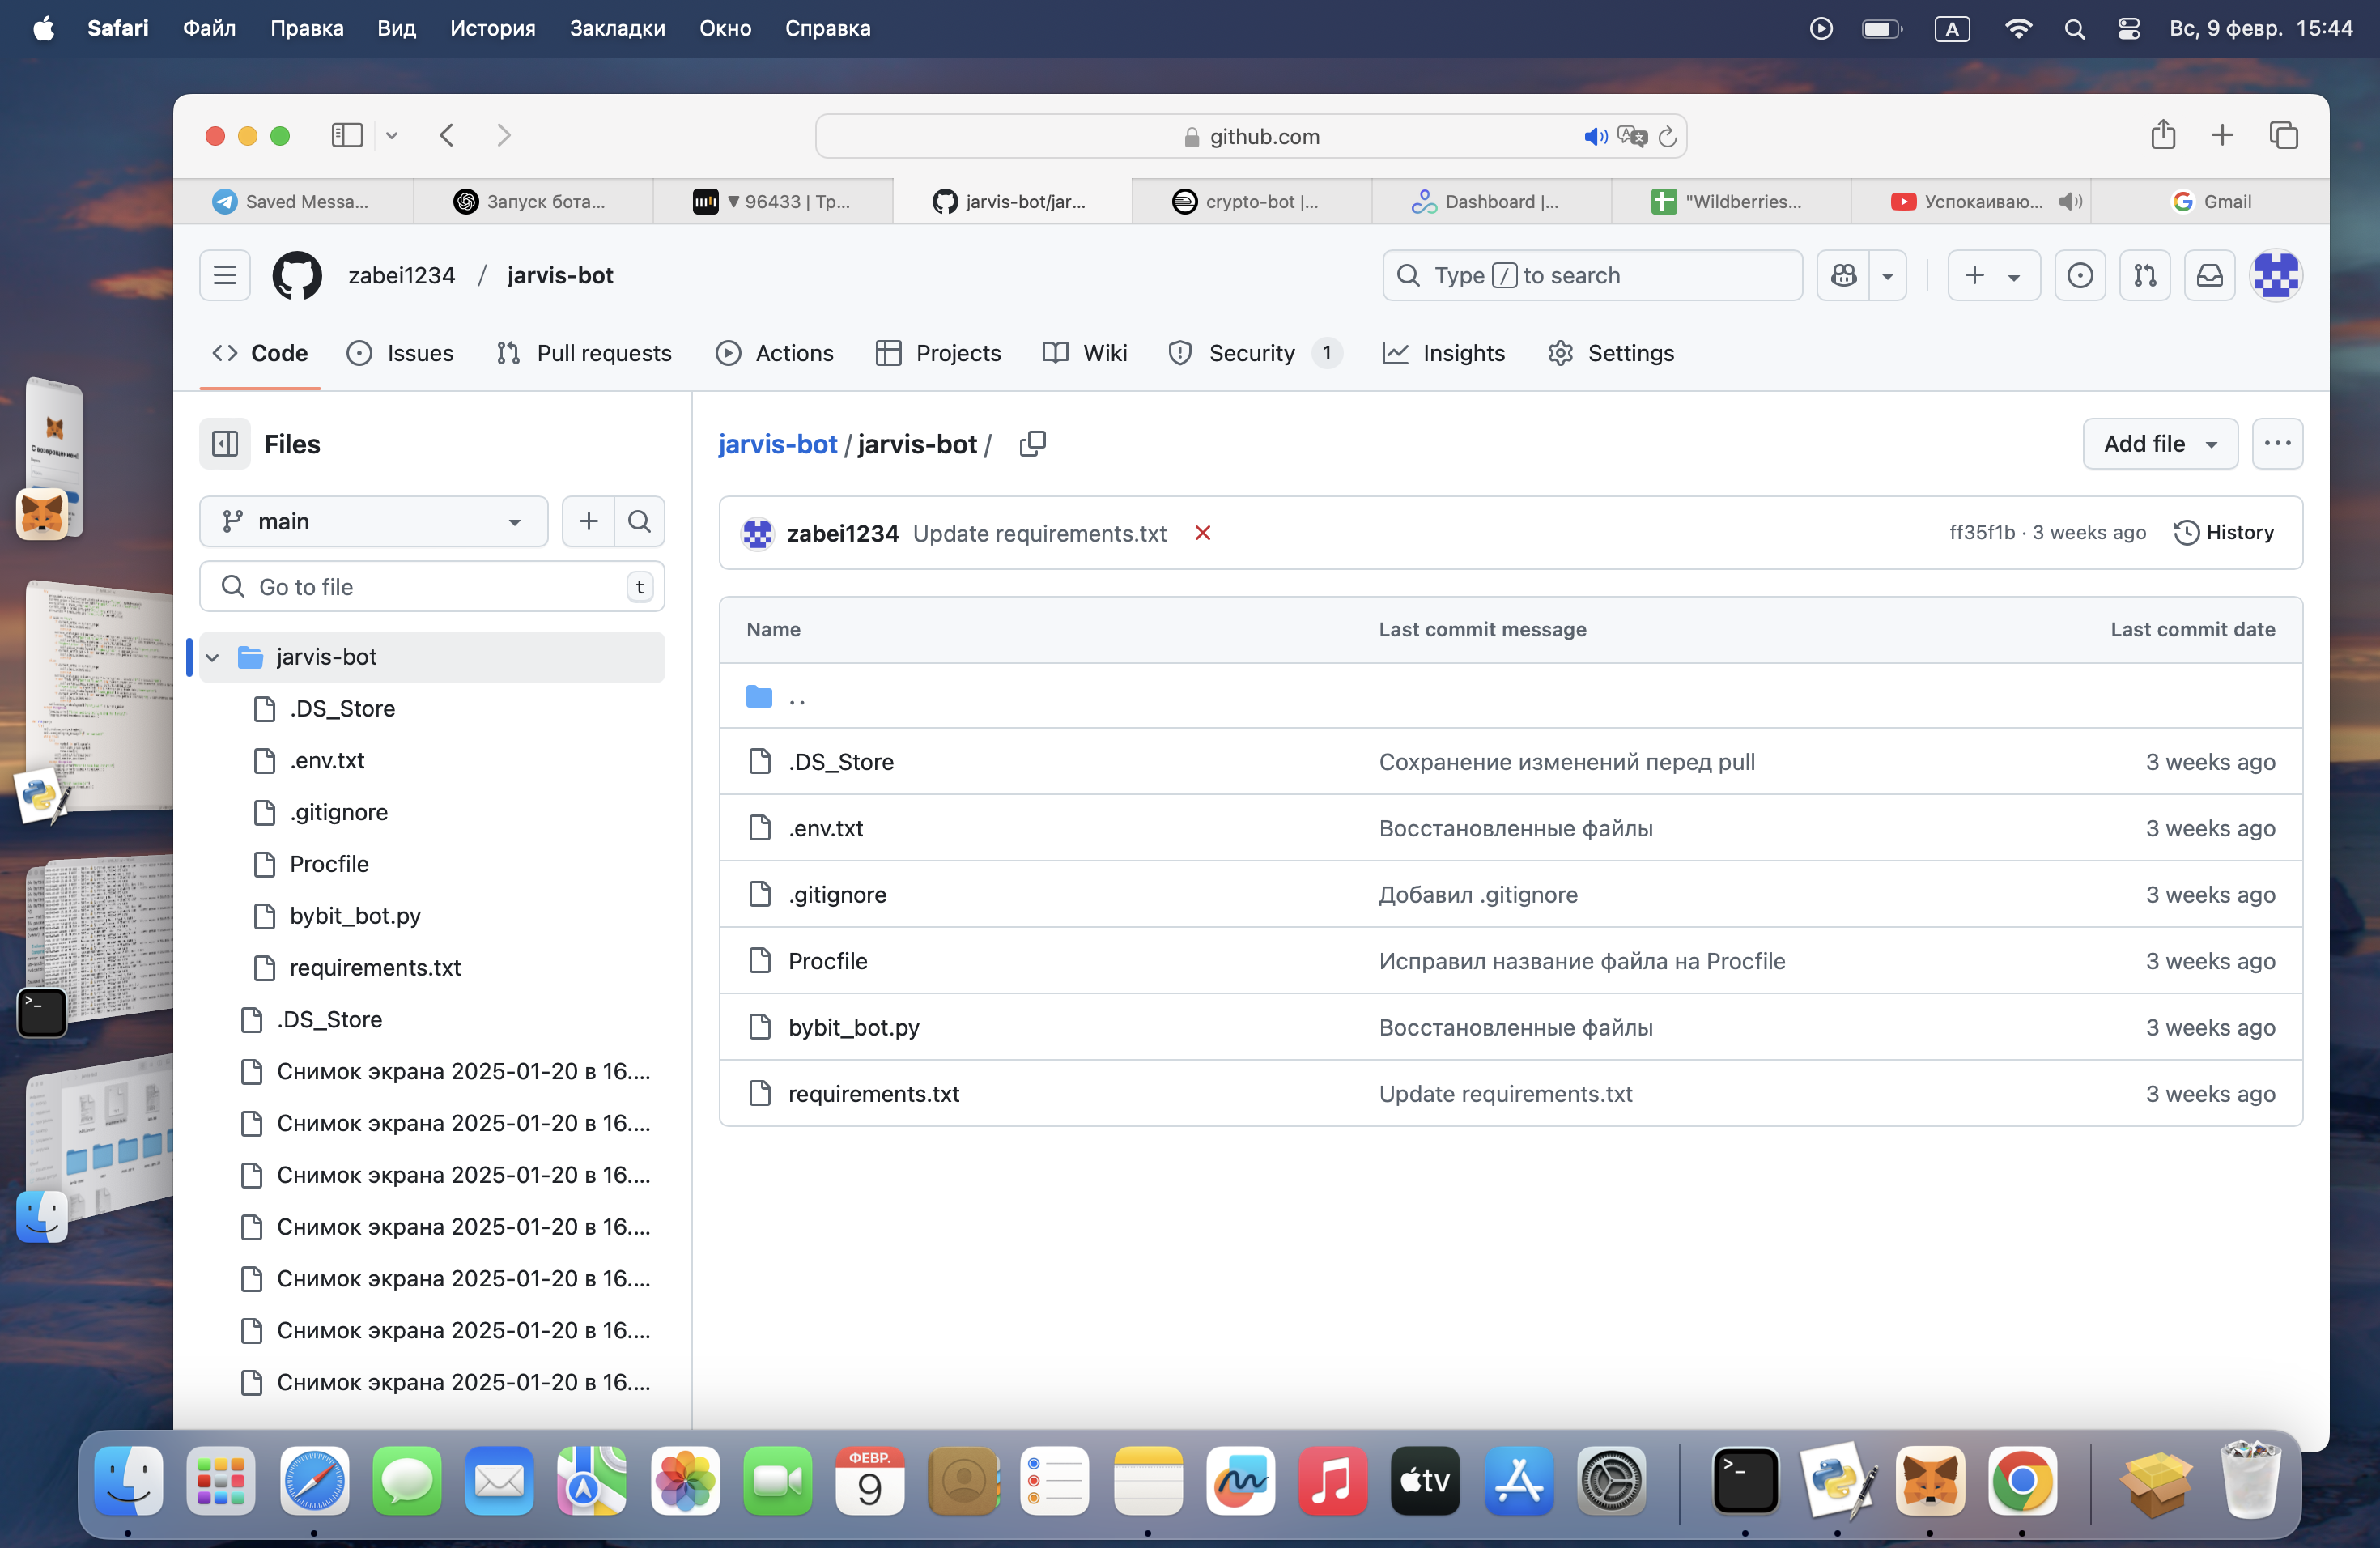 Safari Файл Правка Вид История Закладки Окно Справка A Вс, 9 февр. 15:44
github.com
Saved Messa... Запуск бота... ▼ 96433 | Тр... jarvis-bot/jar... crypto-bot |... Dashboard |... "Wildberries... Успокаиваю... Gmail
zabei1234 / jarvis-bot Type / to search
Code Issues Pull requests Actions Projects Wiki Security 1 Insights Settings
Files
jarvis-bot / jarvis-bot / Add file
main
zabei1234 Update requirements.txt ff35f1b · 3 weeks ago History
Go to file t
Name Last commit message Last commit date
jarvis-bot
.DS_Store
.env.txt
.gitignore
Procfile
bybit_bot.py
requirements.txt
.DS_Store
Снимок экрана 2025-01-20 в 16....
Снимок экрана 2025-01-20 в 16....
Снимок экрана 2025-01-20 в 16....
Снимок экрана 2025-01-20 в 16....
Снимок экрана 2025-01-20 в 16....
Снимок экрана 2025-01-20 в 16....
Снимок экрана 2025-01-20 в 16....
..
.DS_Store Сохранение изменений перед pull 3 weeks ago
.env.txt Восстановленные файлы 3 weeks ago
.gitignore Добавил .gitignore 3 weeks ago
Procfile Исправил название файла на Procfile 3 weeks ago
bybit_bot.py Восстановленные файлы 3 weeks ago
requirements.txt Update requirements.txt 3 weeks ago
С возвращением!
ФЕВР.
9
tv